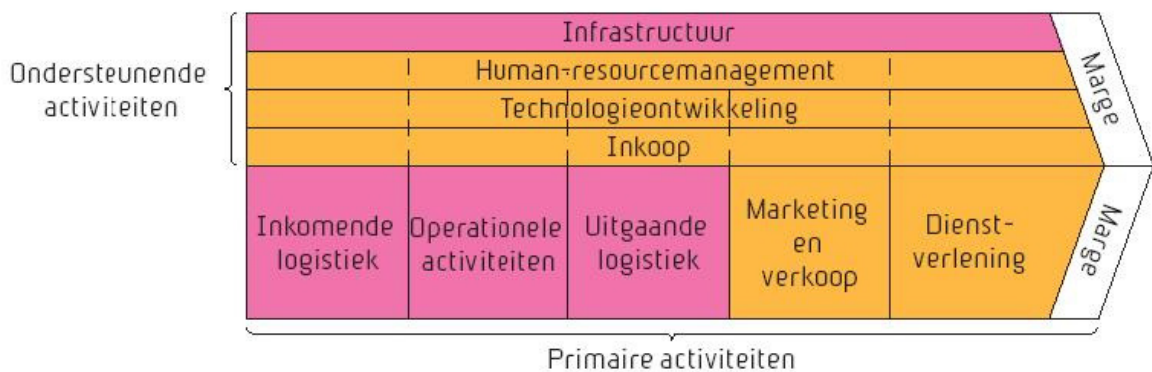 Ondersteunende
activiteiten
Infrastructuur
Human-resourcemanagement
Technologieontwikkeling
Inkoop
Marge
Inkomende
logistiek
Operationele
activiteiten
Uitgaande
logistiek
Marketing
en
verkoop
Dienst-
verlening
Marge
Primaire activiteiten